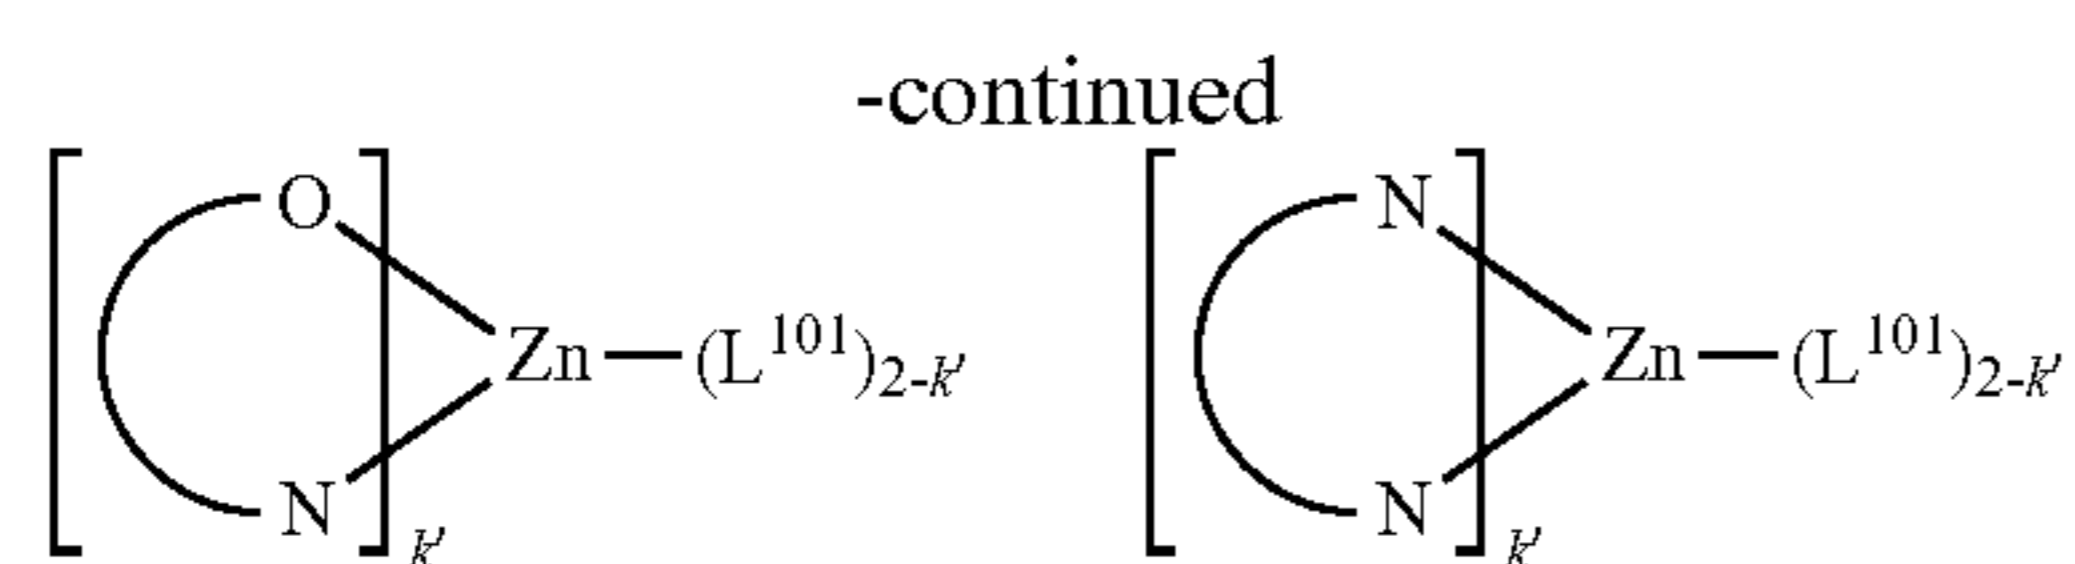 -continued
O N
Zn—(L¹⁰¹)₂₋ₖ′ Zn—(L¹⁰¹)₂₋ₖ′
N N
k′ k′